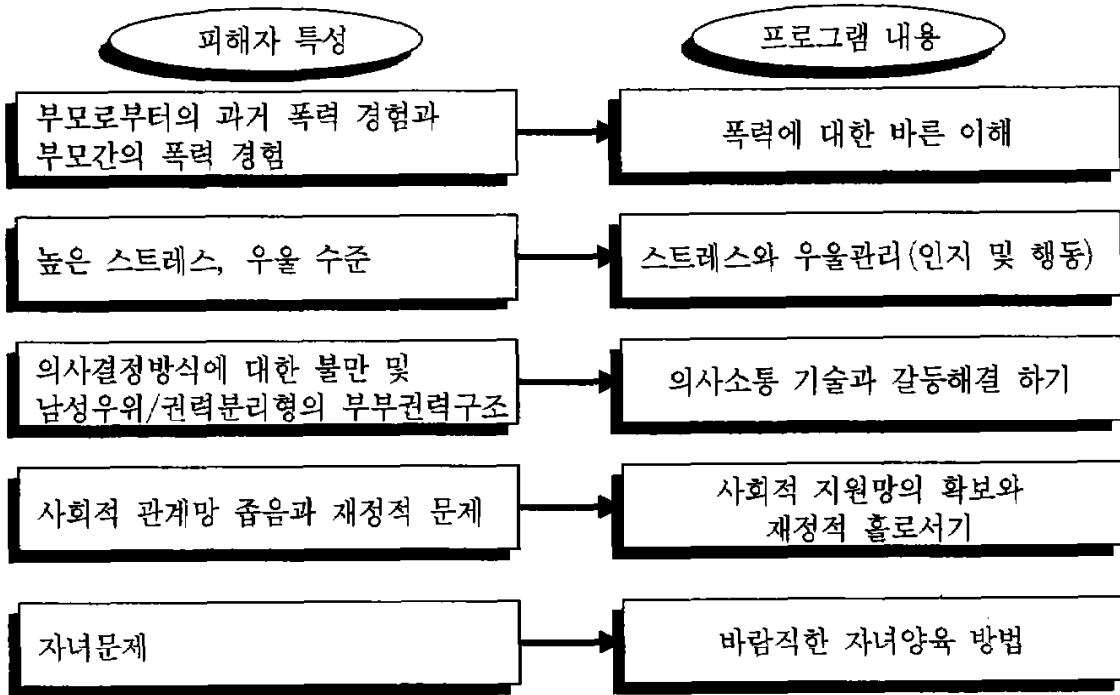 피해자 특성
프로그램 내용
부모로부터의 과거 폭력 경험과
부모간의 폭력 경험
폭력에 대한 바른 이해
높은 스트레스, 우울 수준
스트레스와 우울관리(인지 및 행동)
의사결정방식에 대한 불만 및
남성우위/권력분리형의 부부권력구조
의사소통 기술과 갈등해결 하기
사회적 관계망 좁음과 재정적 문제
사회적 지원망의 확보와
재정적 홀로서기
자녀문제
바람직한 자녀양육 방법